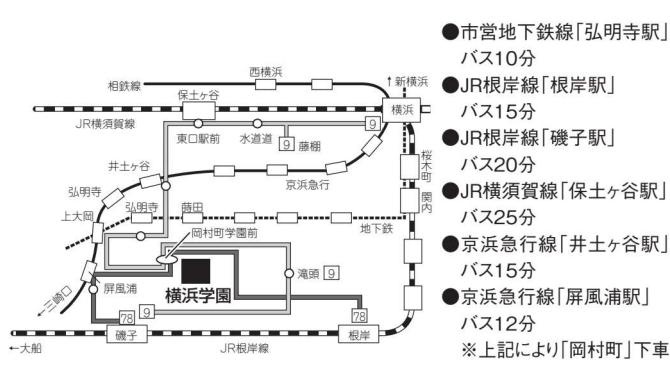 西横浜
↑新横浜
相鉄線
保土ヶ谷
横浜
JR横須賀線
東口駅前
水道道
9
藤棚
9
桜木町
井土ヶ谷
京浜急行
弘明寺
関内
上大岡
弘明寺
蒔田
地下鉄
岡村町学園前
滝頭
9
横浜学園
屏風浦
←三崎口
78
9
78
磯子
根岸
←大船
JR根岸線
●市営地下鉄線「弘明寺駅」
バス10分
●JR根岸線「根岸駅」
バス15分
●JR根岸線「磯子駅」
バス20分
●JR横須賀線「保土ヶ谷駅」
バス25分
●京浜急行線「井土ヶ谷駅」
バス15分
●京浜急行線「屏風浦駅」
バス12分
※上記により「岡村町」下車